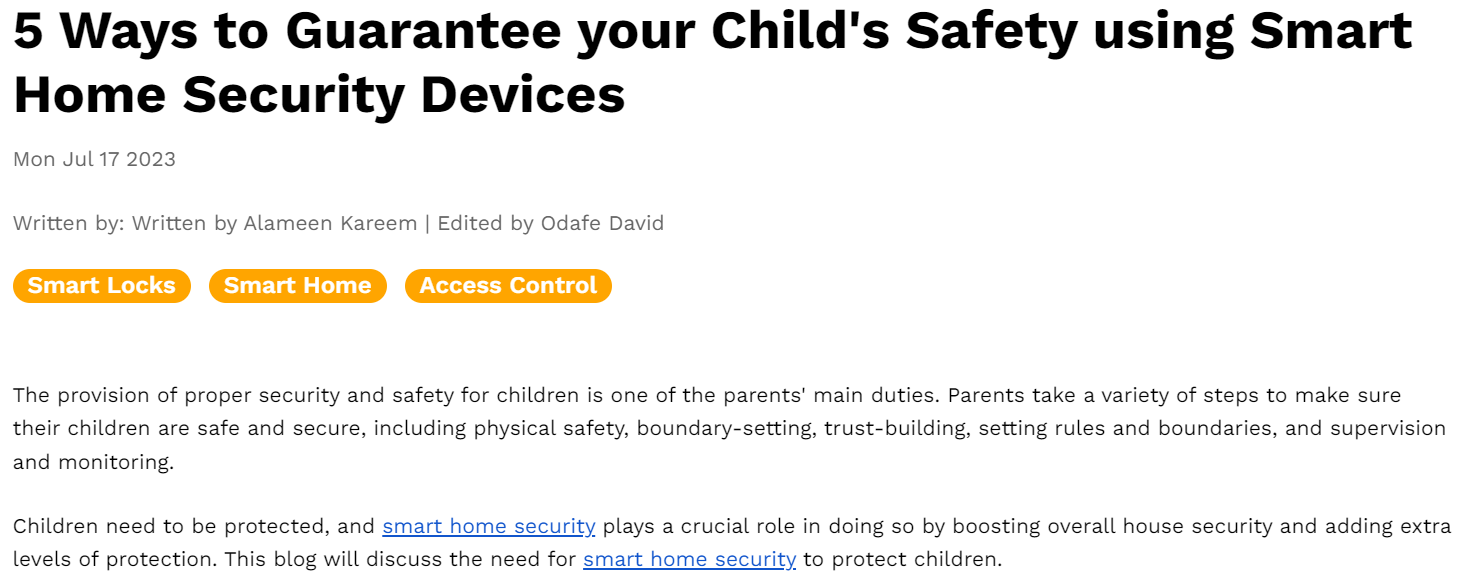 5 Ways to Guarantee your Child's Safety using Smart
Home Security Devices
Mon Jul 17 2023
Written by: Written by Alameen Kareem | Edited by Odafe David
Smart Locks Smart Home Access Control
The provision of proper security and safety for children is one of the parents' main duties. Parents take a variety of steps to make sure
their children are safe and secure, including physical safety, boundary-setting, trust-building, setting rules and boundaries, and supervision
and monitoring.
Children need to be protected, and smart home security plays a crucial role in doing so by boosting overall house security and adding extra
levels of protection. This blog will discuss the need for smart home security to protect children.